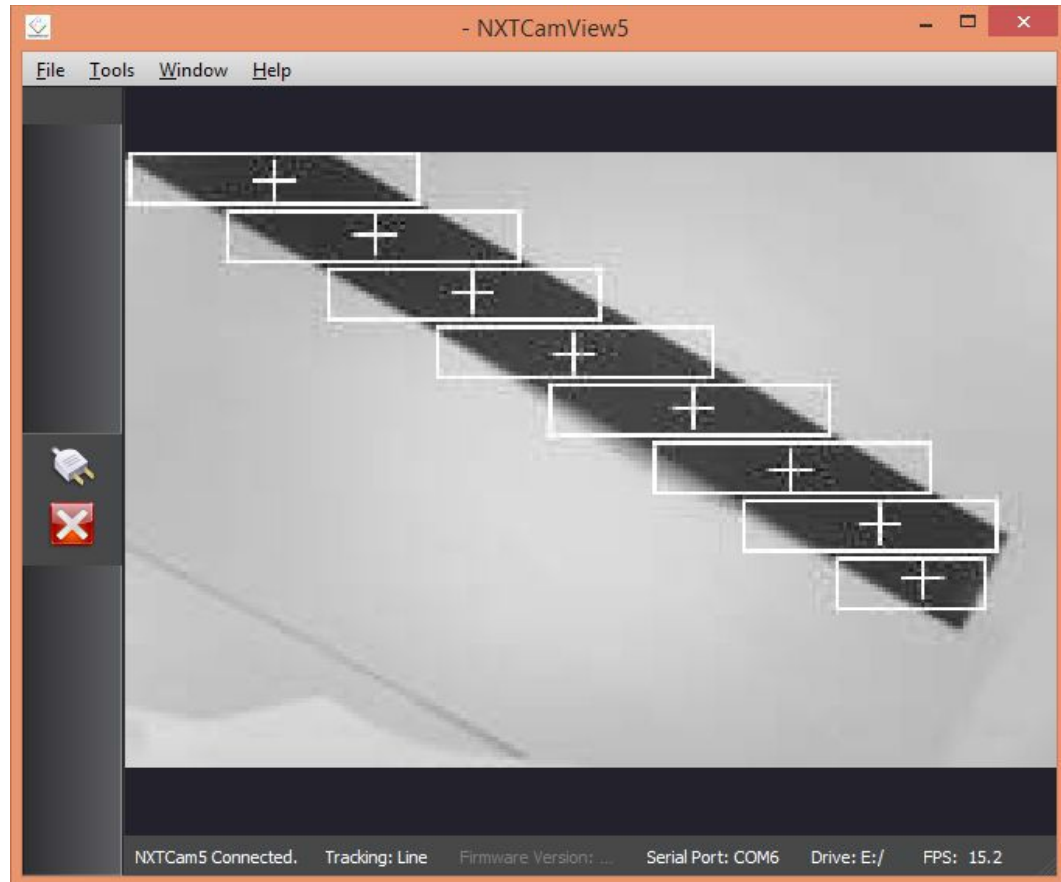 - NXTCamView5
File Tools Window Help
NXTCam5 Connected. Tracking: Line Firmware Version: ... Serial Port: COM6 Drive: E:/ FPS: 15.2